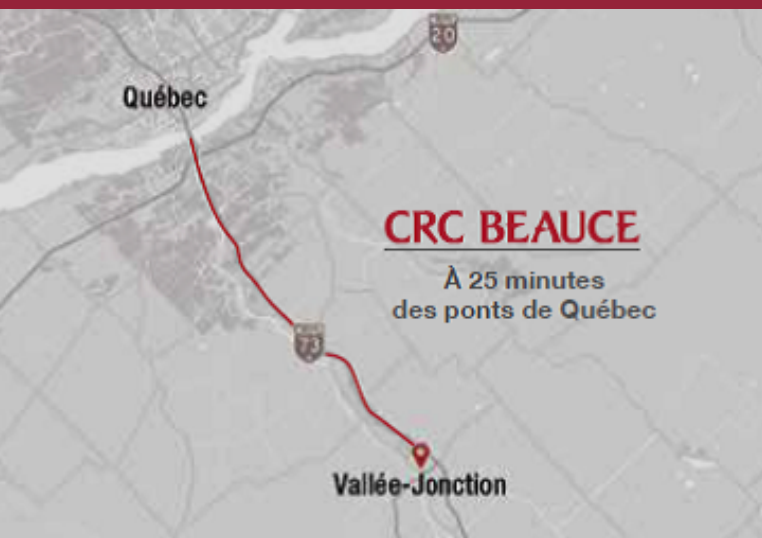 20
Québec
CRC BEAUCE
À 25 minutes
des ponts de Québec
73
Vallée-Jonction